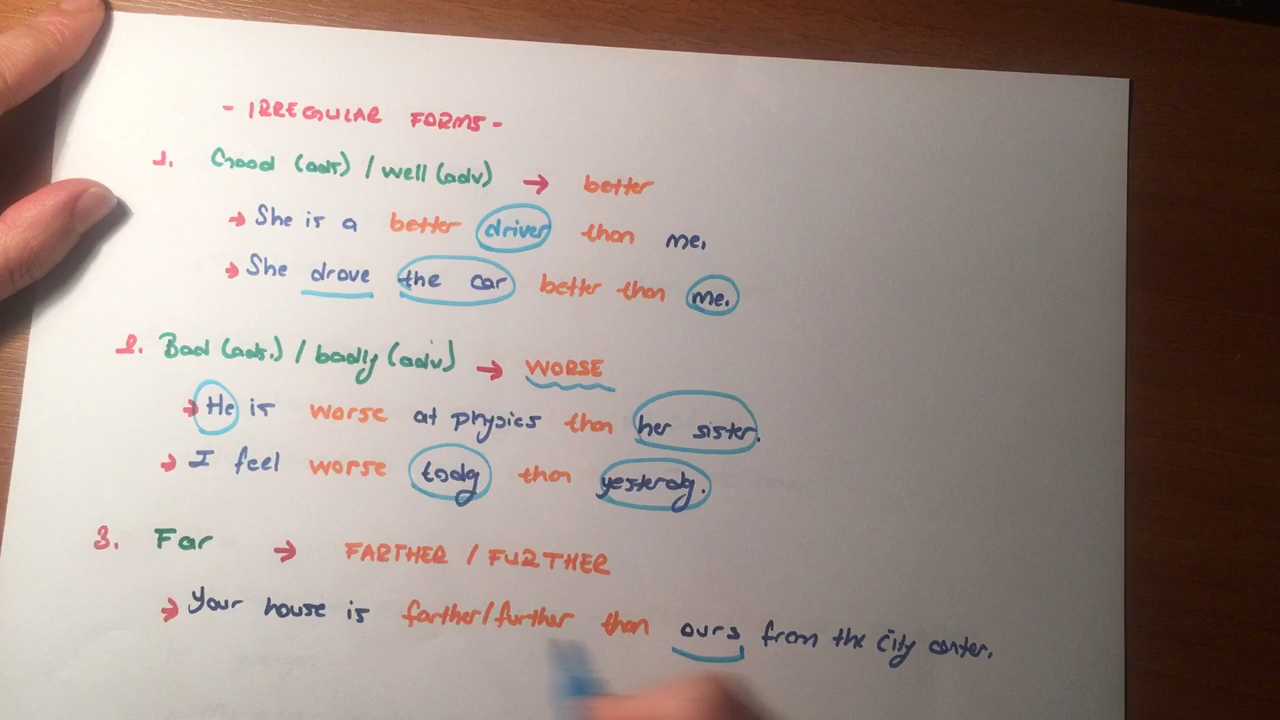 - IRREGULAR FORMS -
1. Good (adj) / well (adv) → better
→ She is a better driver than me.
→ She drove the car better than me.
2. Bad (adj.) / badly (adv) → WORSE
→ He is worse at physics than her sister.
→ I feel worse today than yesterday.
3. Far → FARTHER / FURTHER
→ Your house is farther/further than ours from the city center.